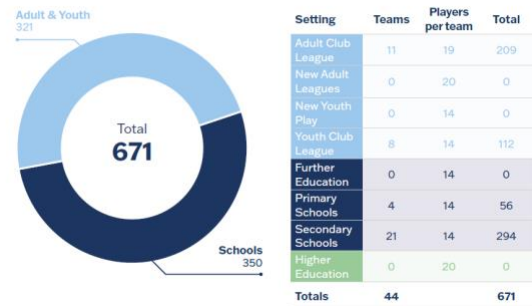 Adult & Youth
321
Total
671
Schools
350
Setting Teams Players per team Total
Adult Club League 11 19 209
New Adult Leagues 0 20 0
New Youth Play 0 14 0
Youth Club League 8 14 112
Further Education 0 14 0
Primary Schools 4 14 56
Secondary Schools 21 14 294
Higher Education 0 20 0
Totals 44 671